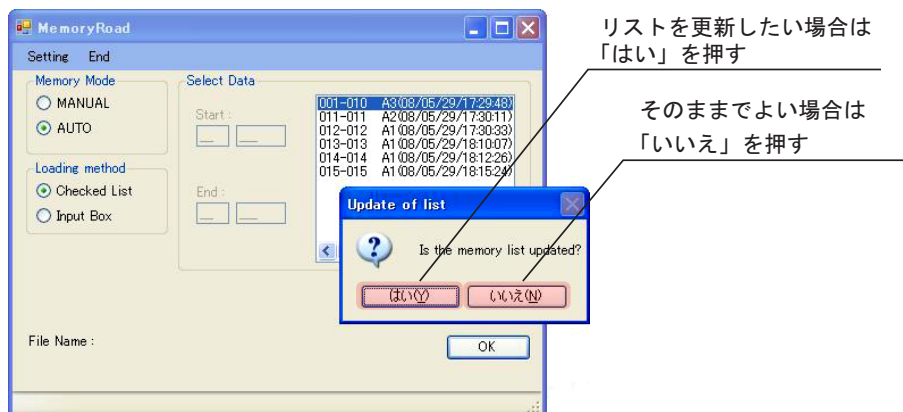 MemoryRoad
Setting End
Memory Mode
MANUAL
AUTO
Loading method
Checked List
Input Box
Select Data
Start :
End :
001-010 A3(08/05/29/17:29:48)
011-011 A2(08/05/29/17:30:11)
012-012 A1(08/05/29/17:30:33)
013-013 A1(08/05/29/18:10:07)
014-014 A1(08/05/29/18:12:26)
015-015 A1(08/05/29/18:15:24)
Update of list
Is the memory list updated?
はい(Y)
いいえ(N)
File Name :
OK
リストを更新したい場合は
「はい」を押す
そのままでよい場合は
「いいえ」を押す